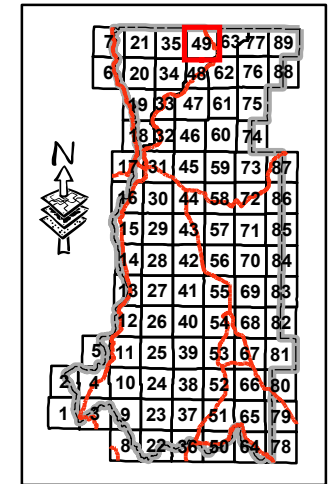 7 21 35 49 63 77 89
6 20 34 48 62 76 88
19 33 47 61 75
18 32 46 60 74
17 31 45 59 73 87
N 16 30 44 58 72 86
15 29 43 57 71 85
14 28 42 56 70 84
13 27 41 55 69 83
12 26 40 54 68 82
5 11 25 39 53 67 81
2 4 10 24 38 52 66 80
1 3 9 23 37 51 65 79
8 22 36 50 64 78